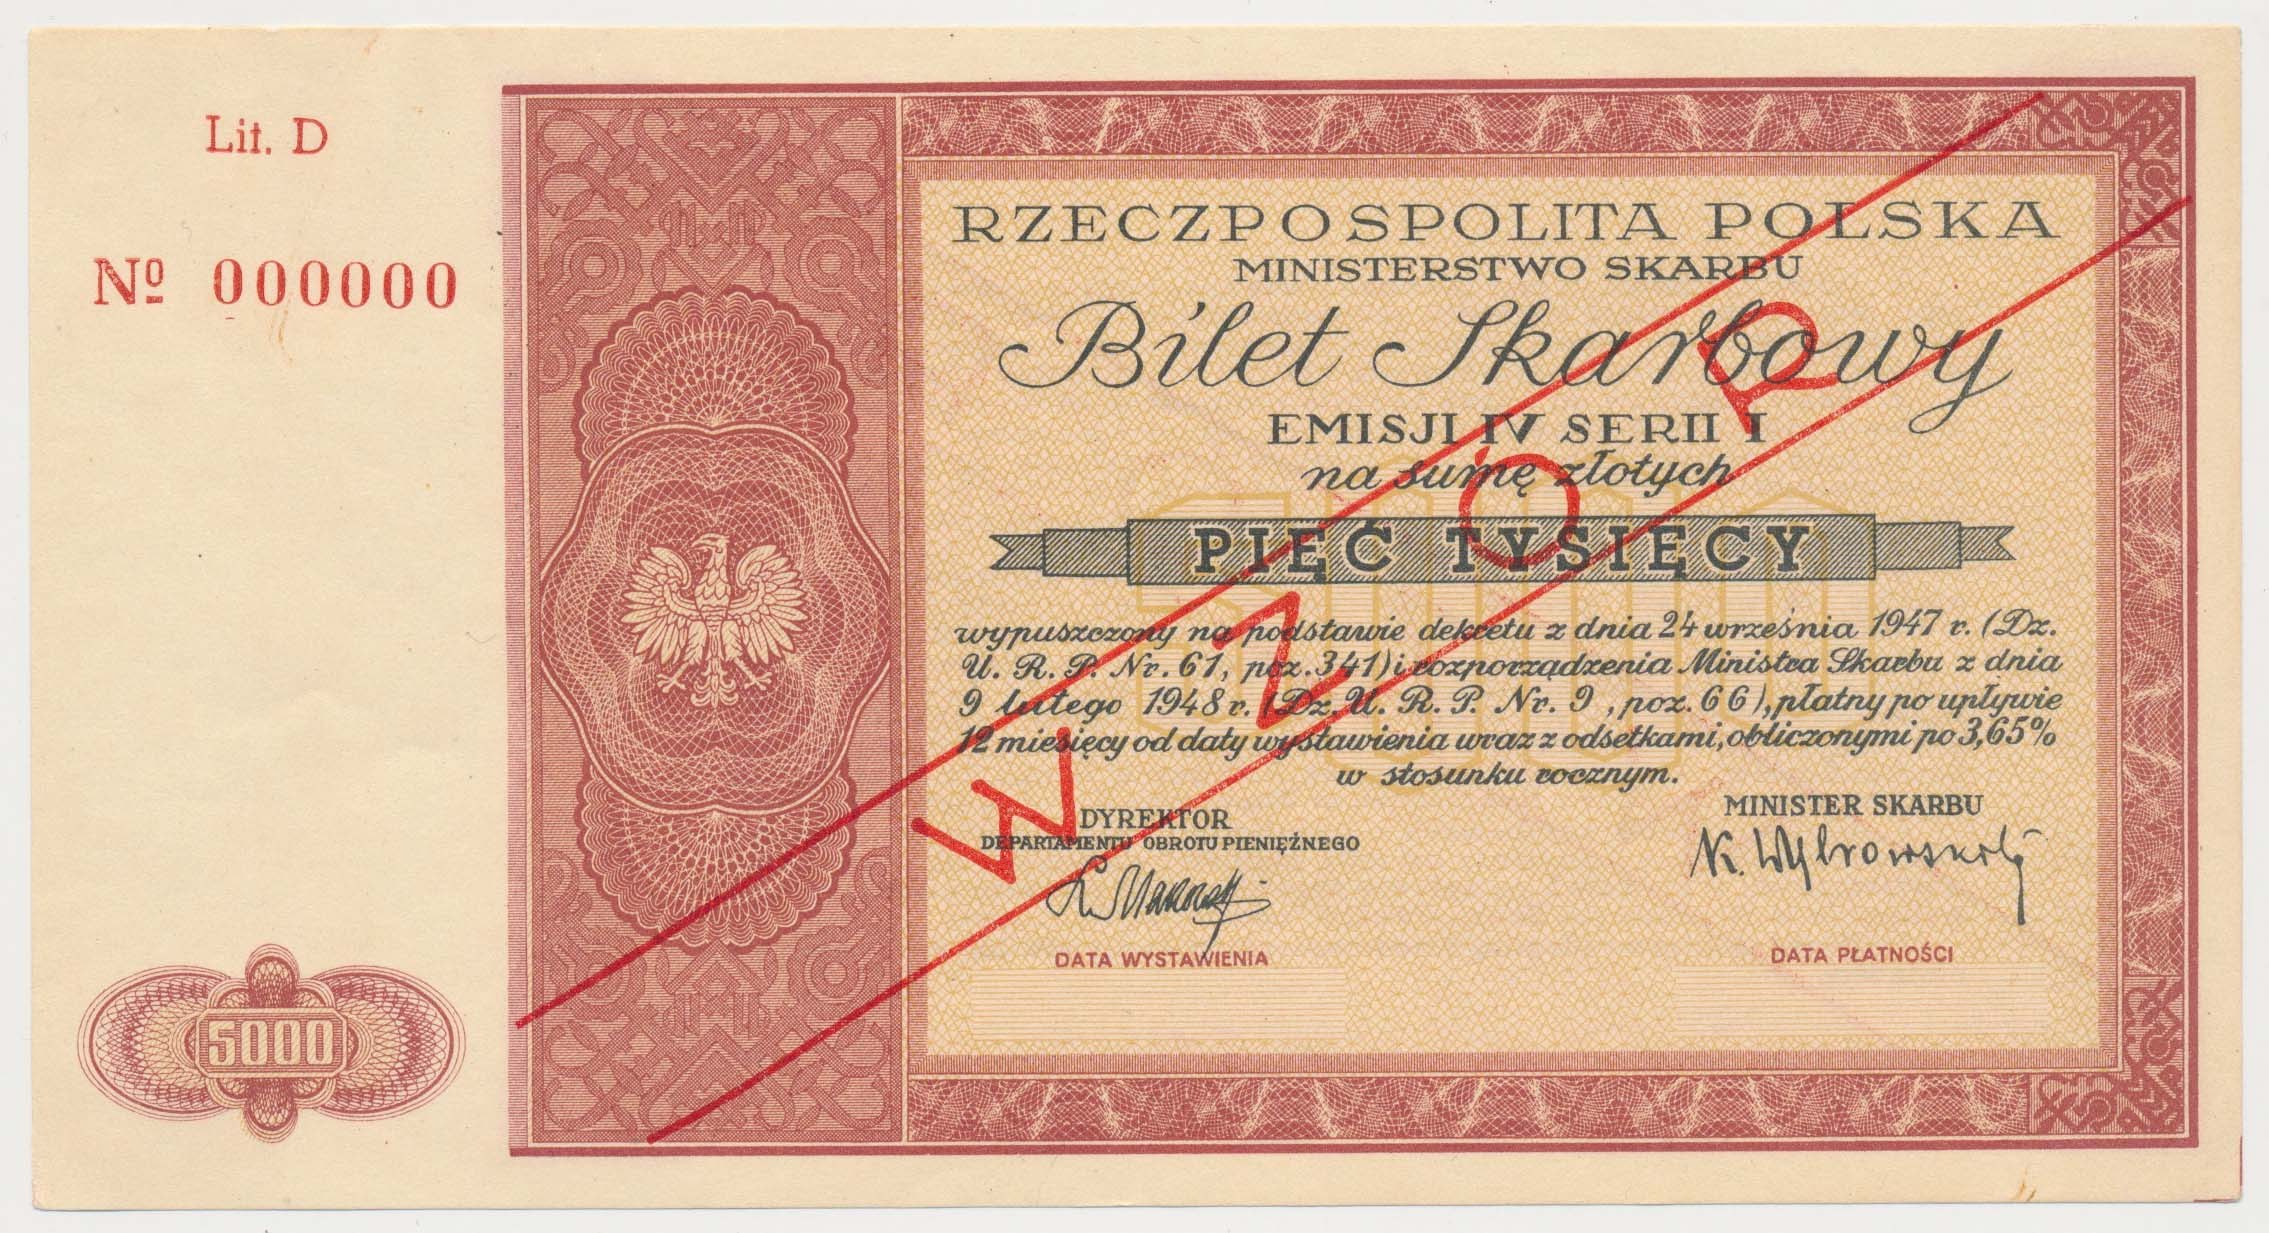 Lit. D
Nº 000000
RZECZPOSPOLITA POLSKA
MINISTERSTWO SKARBU
Bilet Skarbowy
EMISJI IV SERII I
na sumę złotych
PIĘĆ TYSIĘCY
wypuszczony na podstawie dekretu z dnia 24 września 1947 r. (Dz.
U. R. P. Nr. 61, poz. 341) i rozporządzenia Ministra Skarbu z dnia
9 lutego 1948 r. (Dz. U. R. P. Nr. 9, poz. 66), płatny po upływie
12 miesięcy od daty wystawienia wraz z odsetkami, obliczonymi po 3,65%
w stosunku rocznym.
DYREKTOR
DEPARTAMENTU OBROTU PIENIĘŻNEGO
MINISTER SKARBU
DATA WYSTAWIENIA
DATA PŁATNOŚCI
5000
5000
WZÓR